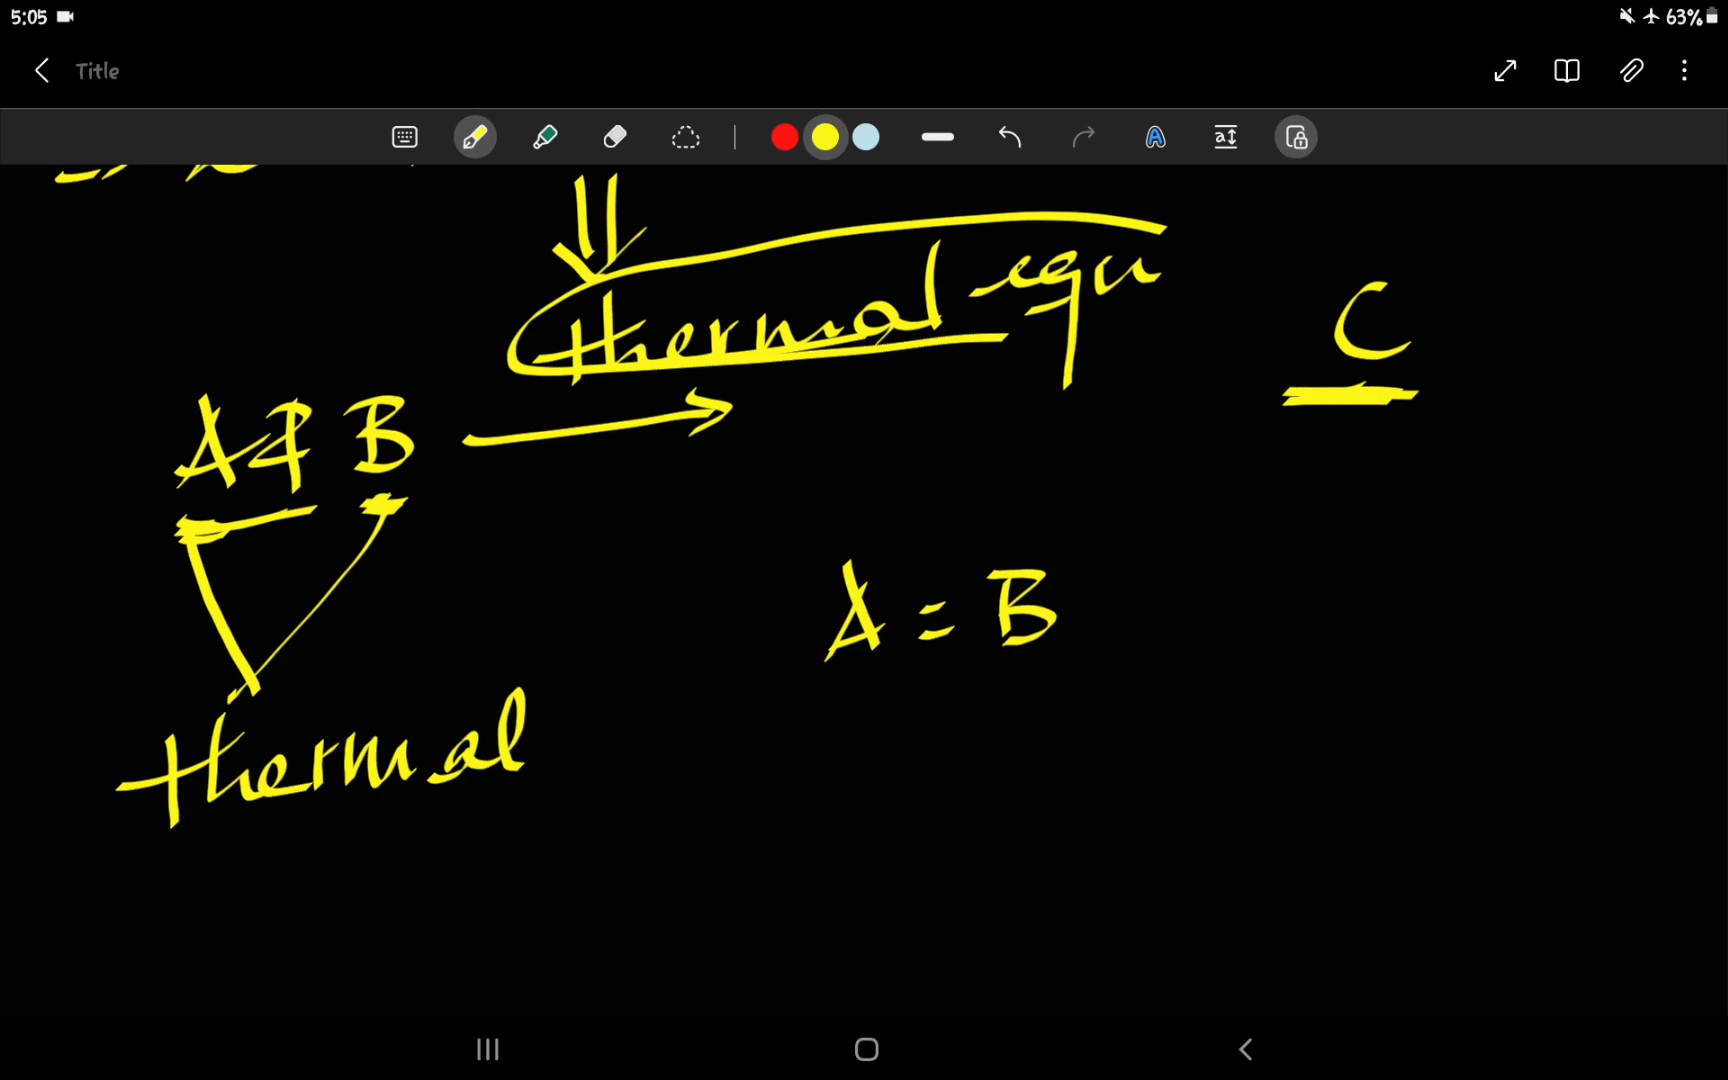 5:05 63%
Title
thermal equ
C
A & B
A = B
thermal